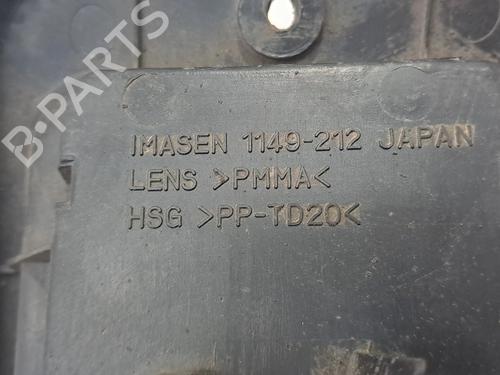 B-PARTS
IMASEN 1149-212 JAPAN
LENS >PMMA<
HSG >PP-TD20<